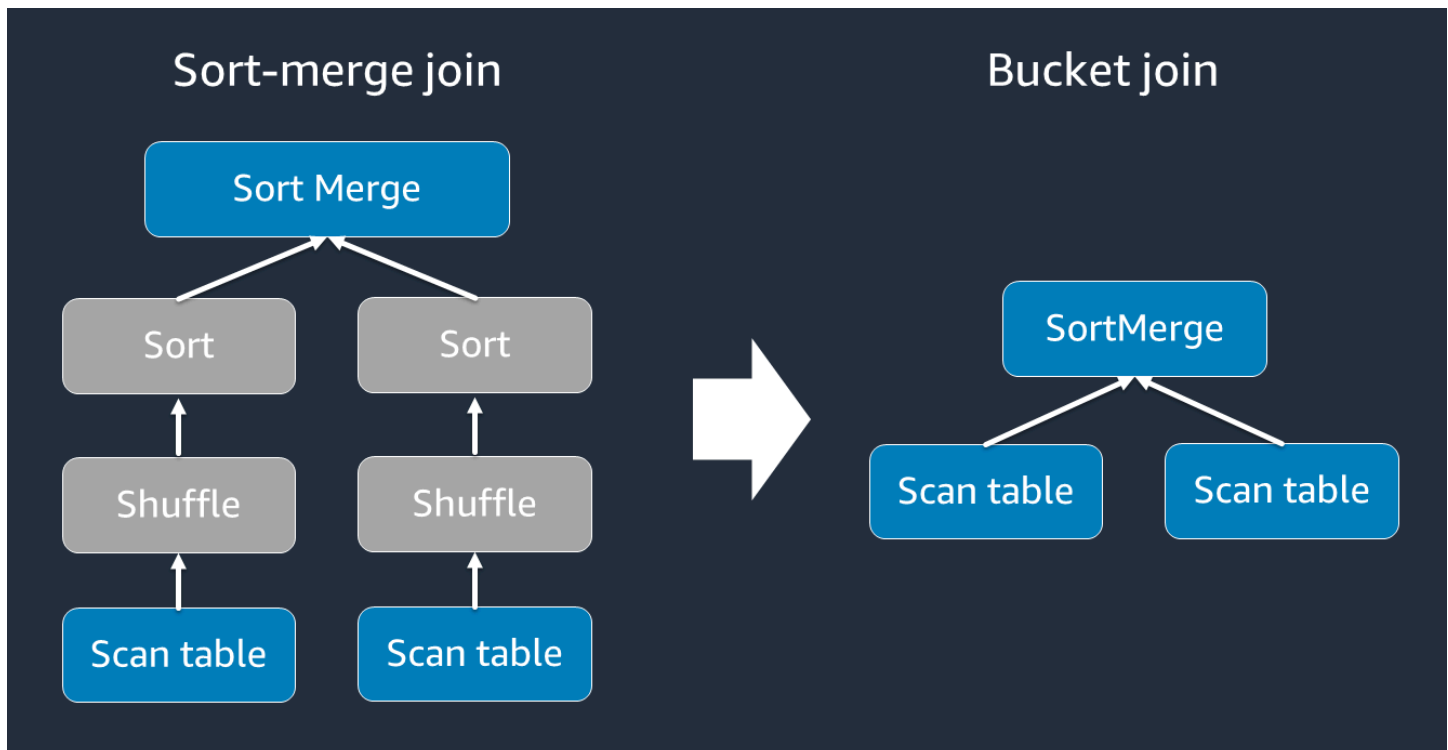 Sort-merge join
Sort Merge
Sort
Sort
Shuffle
Shuffle
Scan table
Scan table
Bucket join
SortMerge
Scan table
Scan table